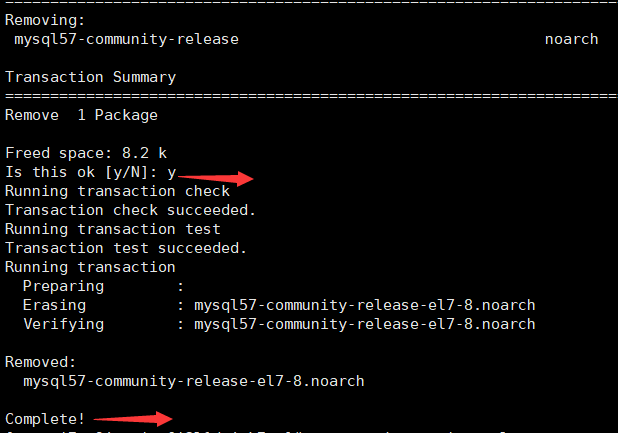 ================================================================================
Removing:
 mysql57-community-release                                  noarch

Transaction Summary
================================================================================
Remove  1 Package

Freed space: 8.2 k
Is this ok [y/N]: y
Running transaction check
Transaction check succeeded.
Running transaction test
Transaction test succeeded.
Running transaction
  Preparing        :
  Erasing          : mysql57-community-release-el7-8.noarch
  Verifying        : mysql57-community-release-el7-8.noarch

Removed:
  mysql57-community-release-el7-8.noarch

Complete!